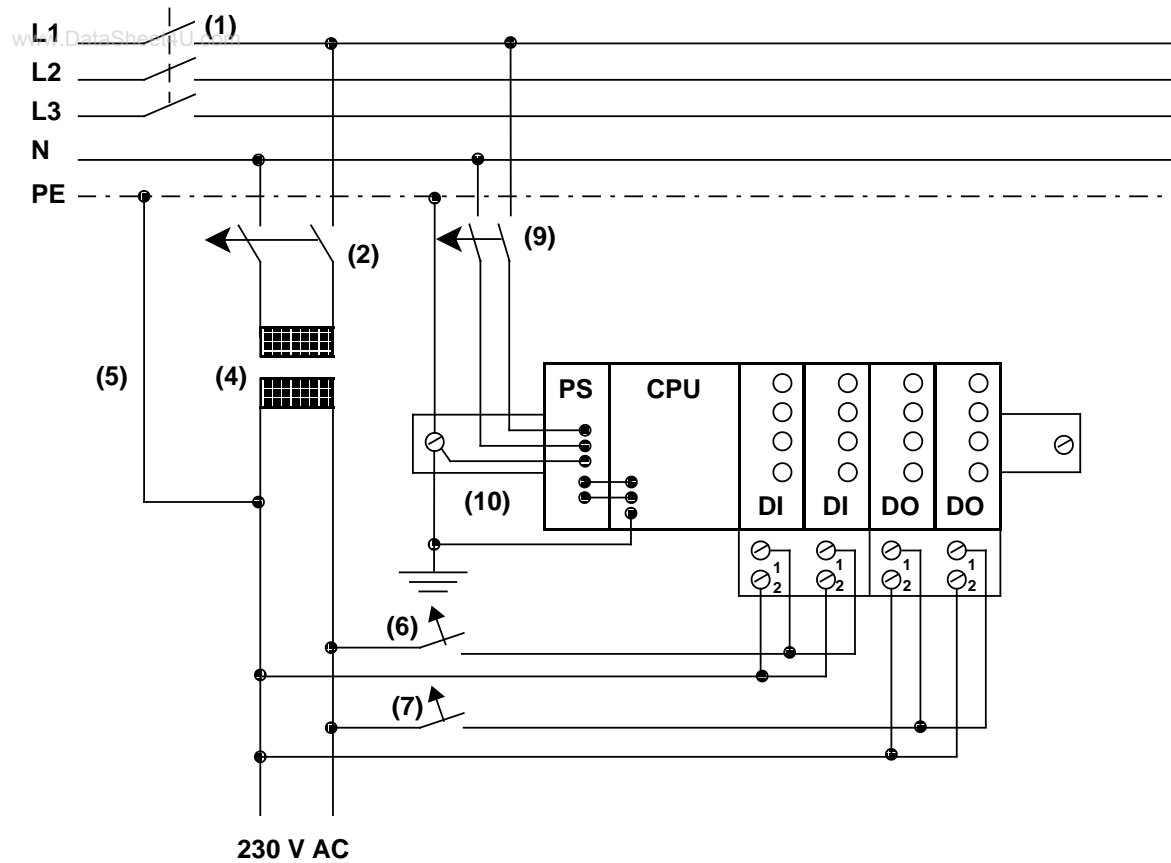 L1
(1)
www.DataSheet4U.com
L2
L3
N
PE
(2)
(9)
(5)
(4)
PS
CPU
(10)
DI
DI
DO
DO
1
1
1
1
2
2
2
2
(6)
(7)
230 V AC